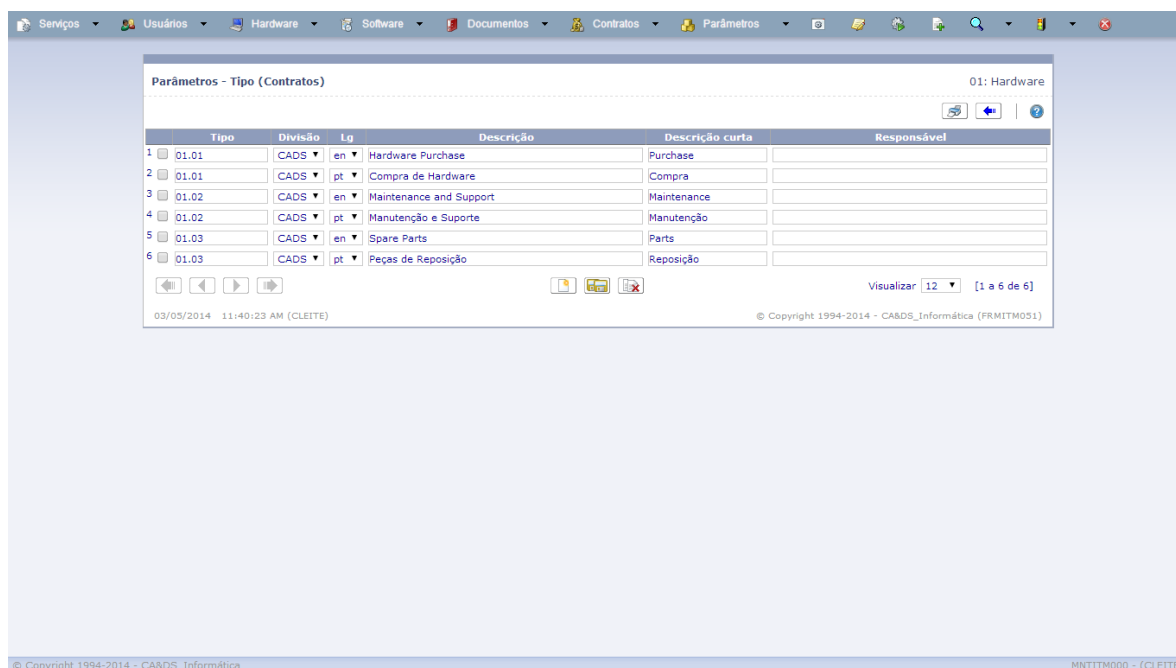 Serviços Usuários Hardware Software Documentos Contratos Parâmetros
Parâmetros - Tipo (Contratos) 01: Hardware
Tipo Divisão Lg Descrição Descrição curta Responsável
1 01.01 CADS en Hardware Purchase Purchase
2 01.01 CADS pt Compra de Hardware Compra
3 01.02 CADS en Maintenance and Support Maintenance
4 01.02 CADS pt Manutenção e Suporte Manutenção
5 01.03 CADS en Spare Parts Parts
6 01.03 CADS pt Peças de Reposição Reposição
Visualizar 12 [1 a 6 de 6]
03/05/2014 11:40:23 AM (CLEITE) © Copyright 1994-2014 - CA&DS_Informática (FRMITM051)
© Copyright 1994-2014 - CA&DS_Informática MNTITM000 - (CLEIT